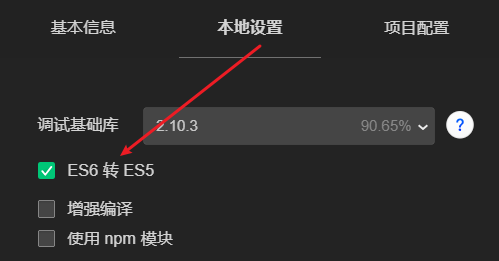 基本信息 本地设置 项目配置
调试基础库 2.10.3 90.65% ?
ES6 转 ES5
增强编译
使用 npm 模块